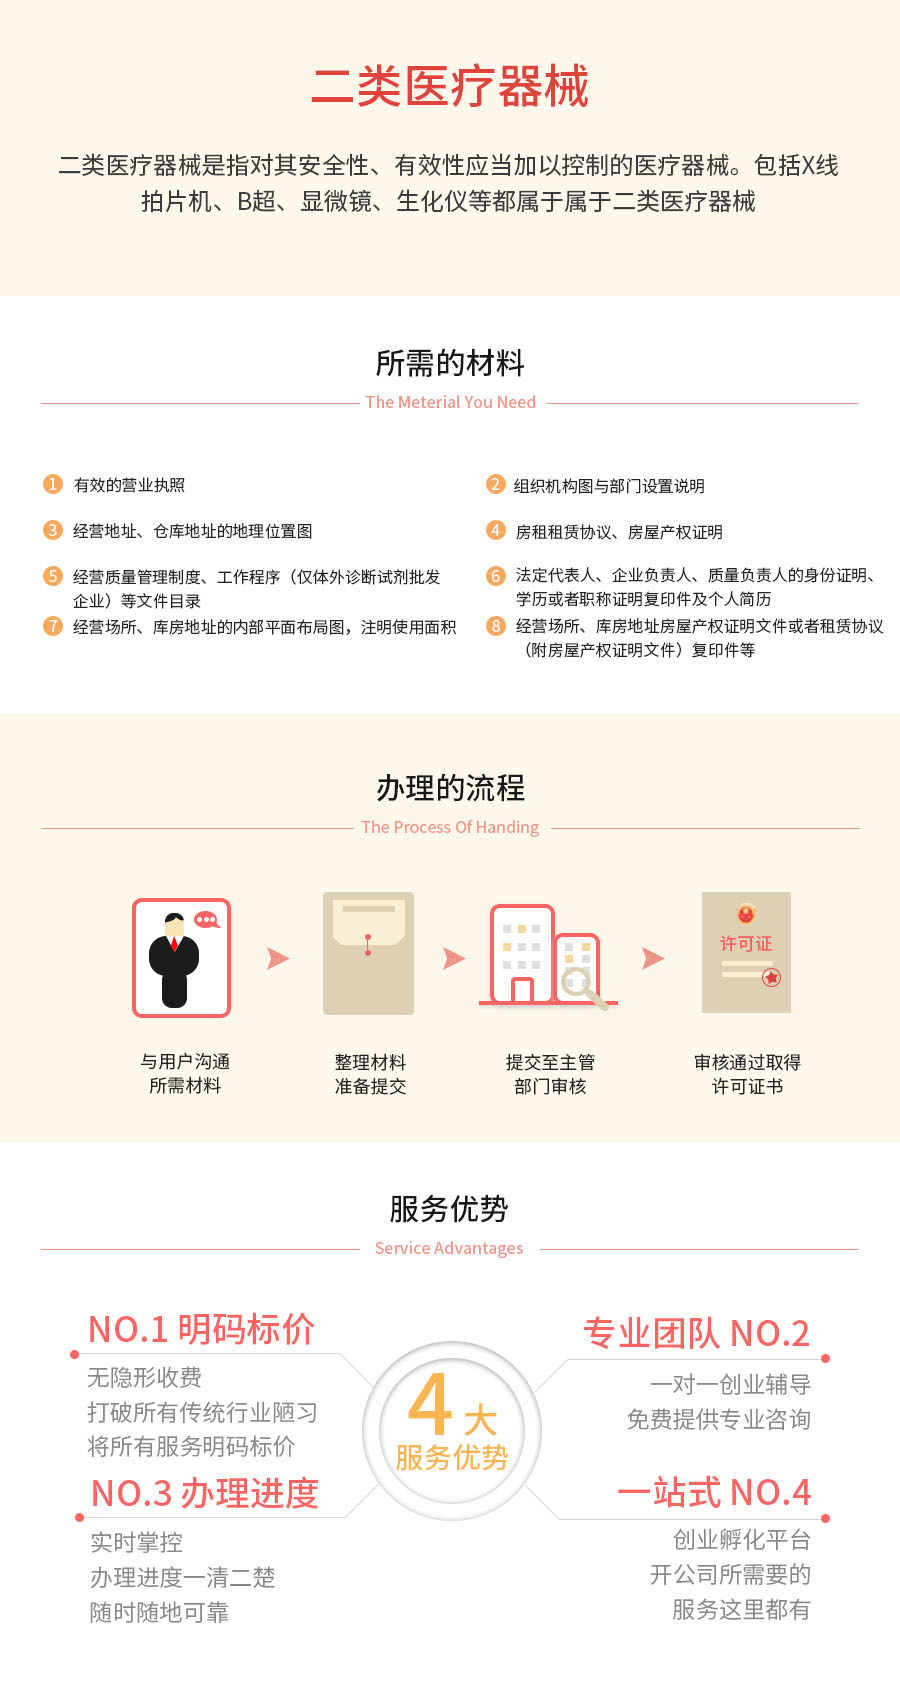 二类医疗器械
二类医疗器械是指对其安全性、有效性应当加以控制的医疗器械。包括X线
拍片机、B超、显微镜、生化仪等都属于属于二类医疗器械
所需的材料
The Meterial You Need
1 有效的营业执照
2 组织机构图与部门设置说明
3 经营地址、仓库地址的地理位置图
4 房租租赁协议、房屋产权证明
5 经营质量管理制度、工作程序（仅体外诊断试剂批发
企业）等文件目录
6 法定代表人、企业负责人、质量负责人的身份证明、
学历或者职称证明复印件及个人简历
7 经营场所、库房地址的内部平面布局图，注明使用面积
8 经营场所、库房地址房屋产权证明文件或者租赁协议
（附房屋产权证明文件）复印件等
办理的流程
The Process Of Handing
许可证
与用户沟通
所需材料
整理材料
准备提交
提交至主管
部门审核
审核通过取得
许可证书
服务优势
Service Advantages
NO.1 明码标价
无隐形收费
打破所有传统行业陋习
将所有服务明码标价
专业团队 NO.2
一对一创业辅导
免费提供专业咨询
4大
服务优势
NO.3 办理进度
实时掌控
办理进度一清二楚
随时随地可靠
一站式 NO.4
创业孵化平台
开公司所需要的
服务这里都有